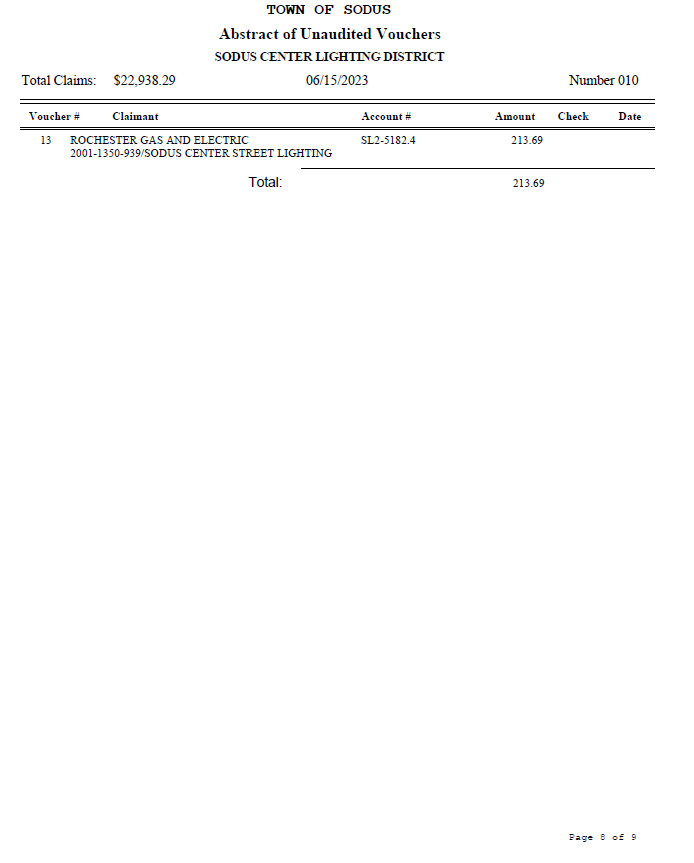 TOWN OF SODUS
Abstract of Unaudited Vouchers
SODUS CENTER LIGHTING DISTRICT
Total Claims: $22,938.29 06/15/2023 Number 010
Voucher # Claimant Account # Amount Check Date
13 ROCHESTER GAS AND ELECTRIC SL2-5182.4 213.69
2001-1350-939/SODUS CENTER STREET LIGHTING
Total: 213.69
Page 8 of 9